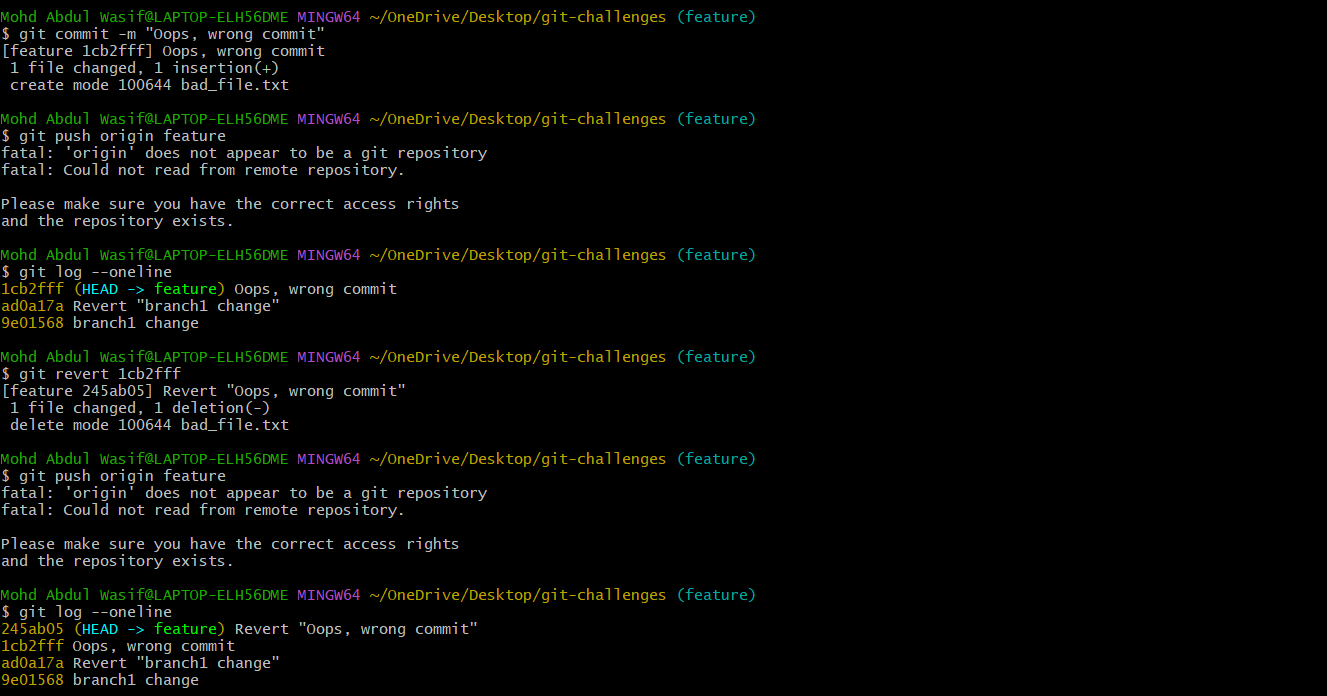 Mohd Abdul Wasif@LAPTOP-ELH56DME MINGW64 ~/OneDrive/Desktop/git-challenges (feature)
$ git commit -m "Oops, wrong commit"
[feature 1cb2fff] Oops, wrong commit
 1 file changed, 1 insertion(+)
 create mode 100644 bad_file.txt

Mohd Abdul Wasif@LAPTOP-ELH56DME MINGW64 ~/OneDrive/Desktop/git-challenges (feature)
$ git push origin feature
fatal: 'origin' does not appear to be a git repository
fatal: Could not read from remote repository.

Please make sure you have the correct access rights
and the repository exists.

Mohd Abdul Wasif@LAPTOP-ELH56DME MINGW64 ~/OneDrive/Desktop/git-challenges (feature)
$ git log --oneline
1cb2fff (HEAD -> feature) Oops, wrong commit
ad0a17a Revert "branch1 change"
9e01568 branch1 change

Mohd Abdul Wasif@LAPTOP-ELH56DME MINGW64 ~/OneDrive/Desktop/git-challenges (feature)
$ git revert 1cb2fff
[feature 245ab05] Revert "Oops, wrong commit"
 1 file changed, 1 deletion(-)
 delete mode 100644 bad_file.txt

Mohd Abdul Wasif@LAPTOP-ELH56DME MINGW64 ~/OneDrive/Desktop/git-challenges (feature)
$ git push origin feature
fatal: 'origin' does not appear to be a git repository
fatal: Could not read from remote repository.

Please make sure you have the correct access rights
and the repository exists.

Mohd Abdul Wasif@LAPTOP-ELH56DME MINGW64 ~/OneDrive/Desktop/git-challenges (feature)
$ git log --oneline
245ab05 (HEAD -> feature) Revert "Oops, wrong commit"
1cb2fff Oops, wrong commit
ad0a17a Revert "branch1 change"
9e01568 branch1 change